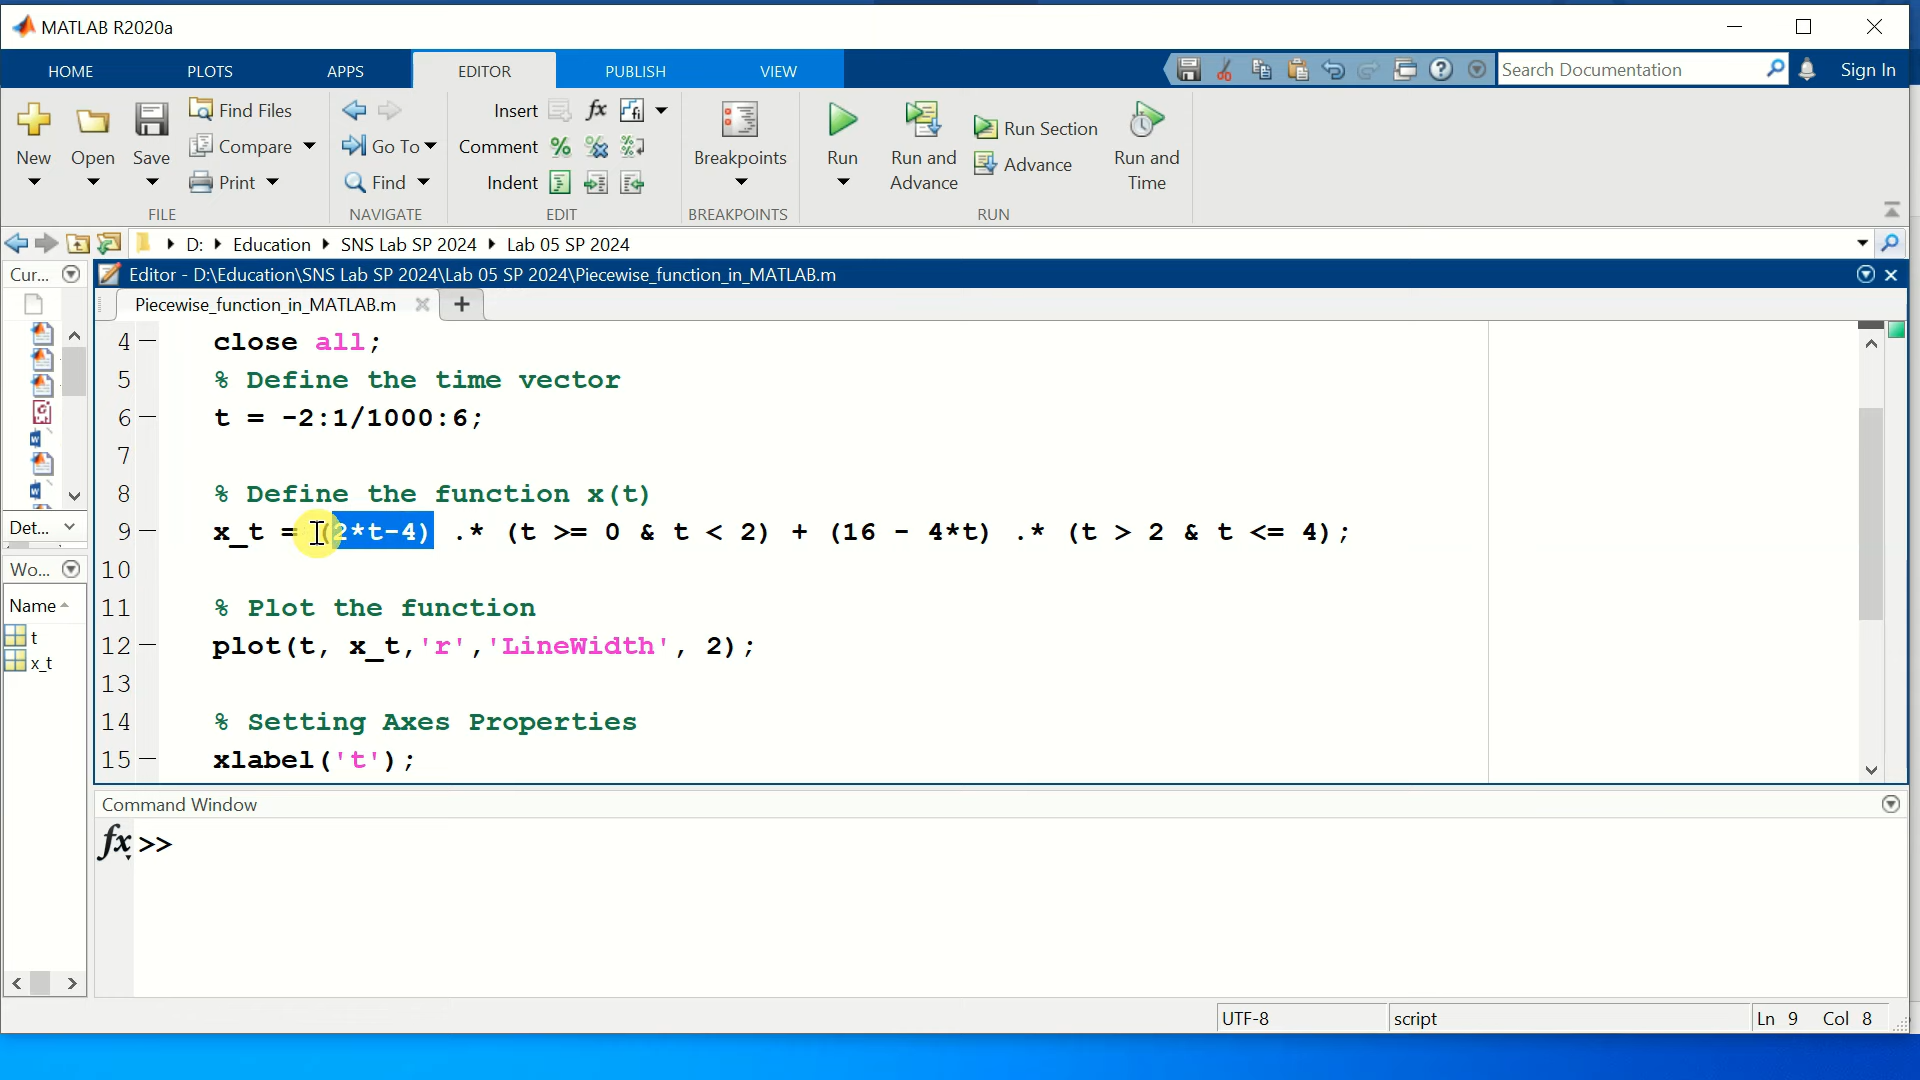 MATLAB R2020a
HOME PLOTS APPS EDITOR PUBLISH VIEW Search Documentation Sign In
New Open Save Find Files Compare Print
FILE
Go To Find
NAVIGATE
Insert fx fi
Comment
Indent
EDIT
Breakpoints
BREAKPOINTS
Run Run and Advance Run Section Advance Run and Time
RUN
D: Education SNS Lab SP 2024 Lab 05 SP 2024
Cur...
Editor - D:\Education\SNS Lab SP 2024\Lab 05 SP 2024\Piecewise_function_in_MATLAB.m
Piecewise_function_in_MATLAB.m
4 close all;
5 % Define the time vector
6 t = -2:1/1000:6;
7
8 % Define the function x(t)
9 x_t = (2*t-4) .* (t >= 0 & t < 2) + (16 - 4*t) .* (t > 2 & t <= 4);
10
11 % Plot the function
12 plot(t, x_t,'r','LineWidth', 2);
13
14 % Setting Axes Properties
15 xlabel('t');
Det...
Wo...
Name
t
x_t
Command Window
fx >>
UTF-8 script Ln 9 Col 8